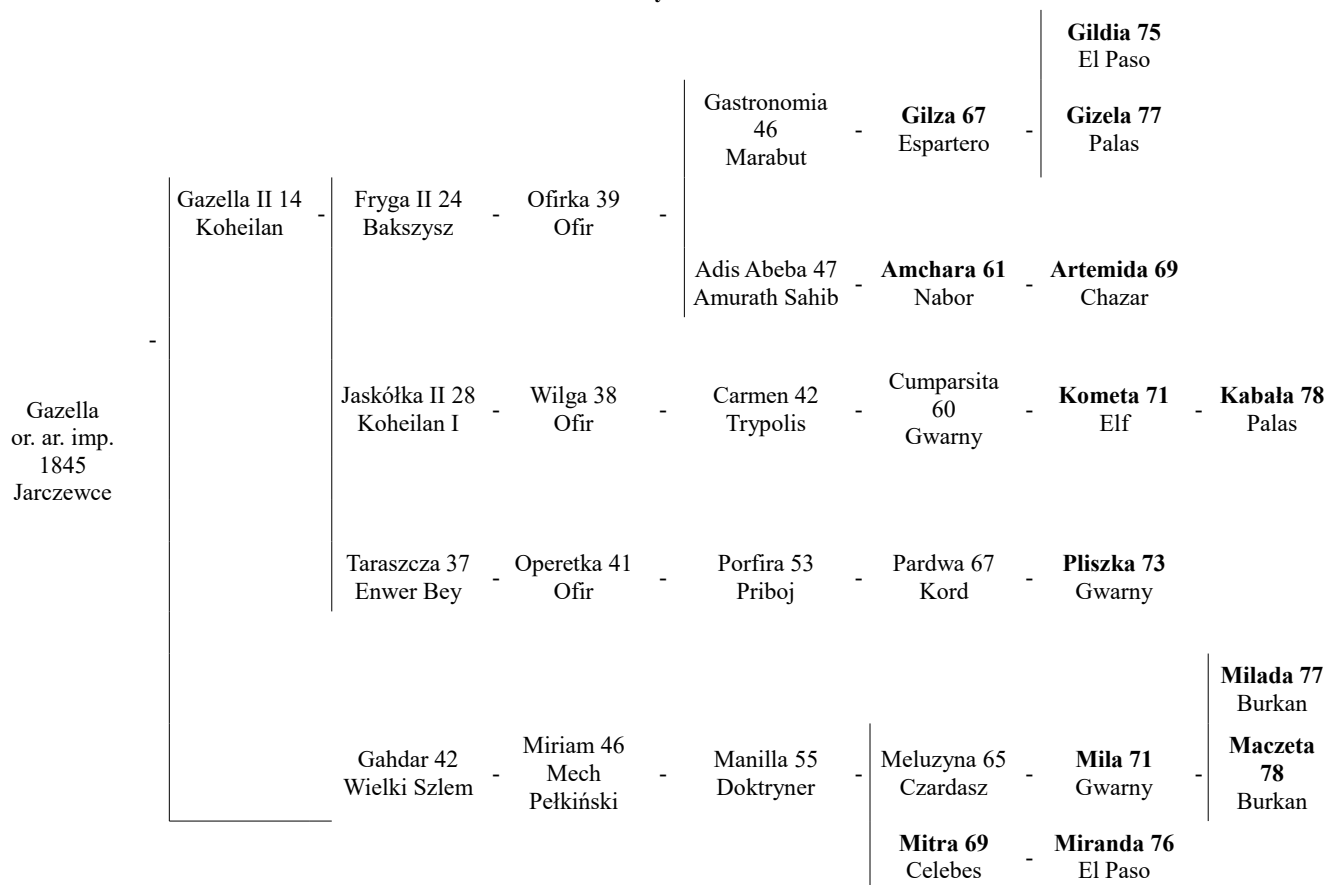 Gildia 75
El Paso
Gastronomia
46
Marabut
-
Gilza 67
Espartero
-
Gizela 77
Palas
Gazella II 14
Koheilan
-
Fryga II 24
Bakszysz
-
Ofirka 39
Ofir
-
Adis Abeba 47
Amurath Sahib
-
Amchara 61
Nabor
-
Artemida 69
Chazar
-
Gazella
or. ar. imp.
1845
Jarczewce
Jaskółka II 28
Koheilan I
-
Wilga 38
Ofir
-
Carmen 42
Trypolis
-
Cumparsita
60
Gwarny
-
Kometa 71
Elf
-
Kabała 78
Palas
Taraszcza 37
Enwer Bey
-
Operetka 41
Ofir
-
Porfira 53
Priboj
-
Pardwa 67
Kord
-
Pliszka 73
Gwarny
Milada 77
Burkan
Gahdar 42
Wielki Szlem
-
Miriam 46
Mech
Pełkiński
-
Manilla 55
Doktryner
-
Meluzyna 65
Czardasz
-
Mila 71
Gwarny
-
Maczeta
78
Burkan
Mitra 69
Celebes
-
Miranda 76
El Paso